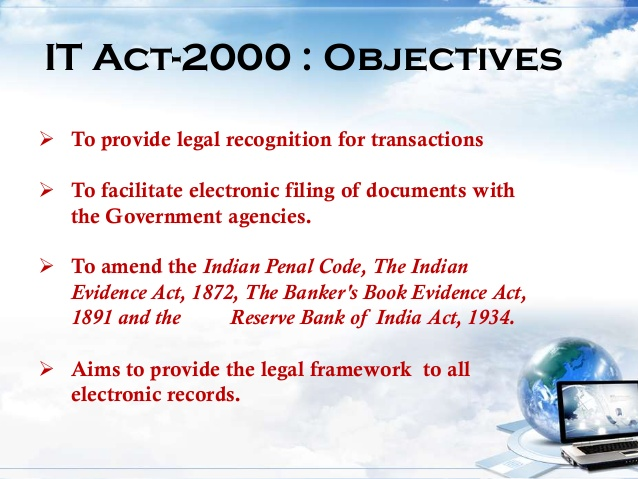 IT Act-2000 : Objectives
➢ To provide legal recognition for transactions
➢ To facilitate electronic filing of documents with
the Government agencies.
➢ To amend the Indian Penal Code, The Indian
Evidence Act, 1872, The Banker's Book Evidence Act,
1891 and the Reserve Bank of India Act, 1934.
➢ Aims to provide the legal framework to all
electronic records.